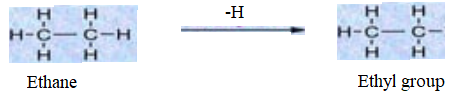 -H
H H H H
H-C — C-H H-C — C-
H H H H
Ethane Ethyl group